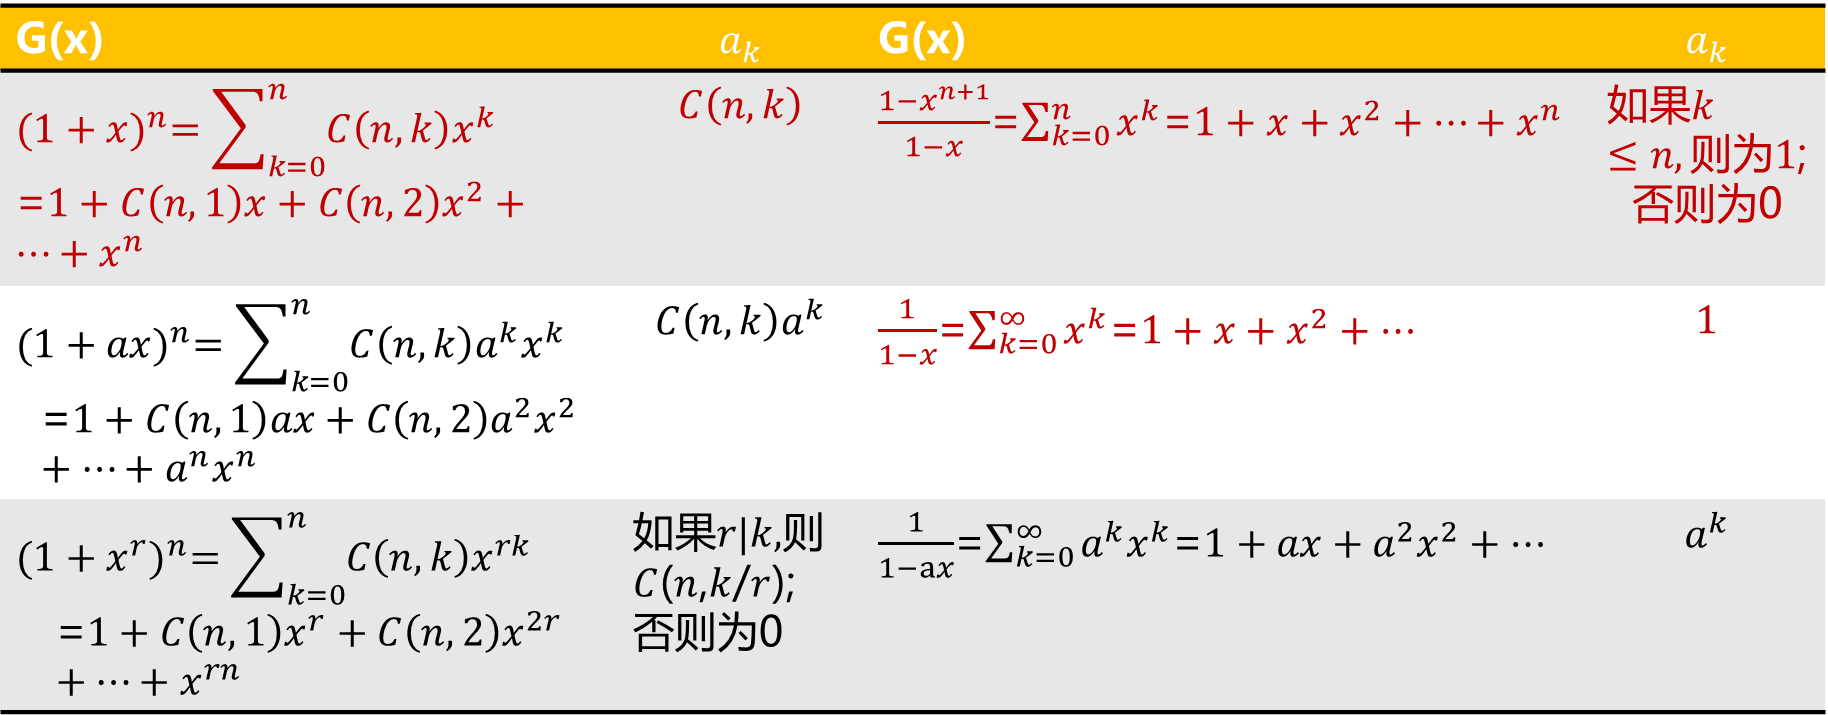 G(x) a_k G(x) a_k
(1 + x)^n = ∑_{k=0}^{n} C(n, k)x^k
=1 + C(n, 1)x + C(n, 2)x^2 +
⋯ + x^n
C(n, k)
\frac{1−x^{n+1}}{1−x}=∑_{k=0}^{n} x^k=1 + x + x^2 + ⋯ + x^n
如果k
≤ n, 则为1;
否则为0
(1 + ax)^n = ∑_{k=0}^{n} C(n, k)a^k x^k
=1 + C(n, 1)ax + C(n, 2)a^2x^2
+ ⋯ + a^n x^n
C(n, k)a^k
\frac{1}{1−x}=∑_{k=0}^{∞} x^k=1 + x + x^2 + ⋯
1
(1 + x^r)^n = ∑_{k=0}^{n} C(n, k)x^{rk}
=1 + C(n, 1)x^r + C(n, 2)x^{2r}
+ ⋯ + x^{rn}
如果r|k,则
C(n,k/r);
否则为0
\frac{1}{1−ax}=∑_{k=0}^{∞} a^k x^k=1 + ax + a^2x^2 + ⋯
a^k